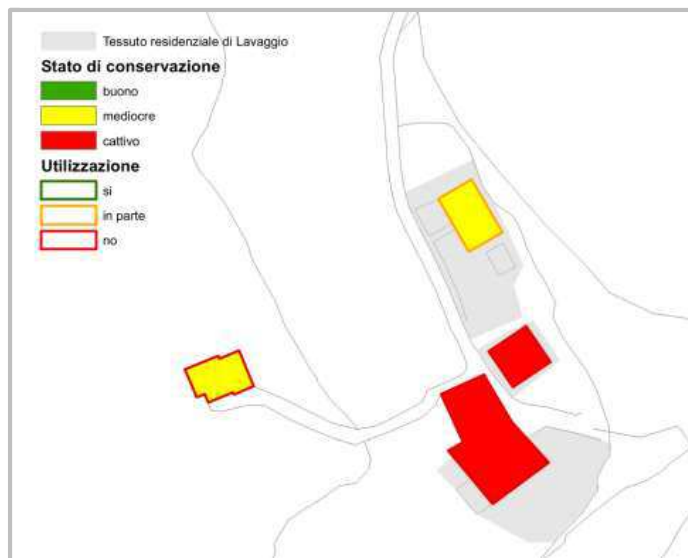 Tessuto residenziale di Lavaggio
Stato di conservazione
buono
mediocre
cattivo
Utilizzazione
si
in parte
no